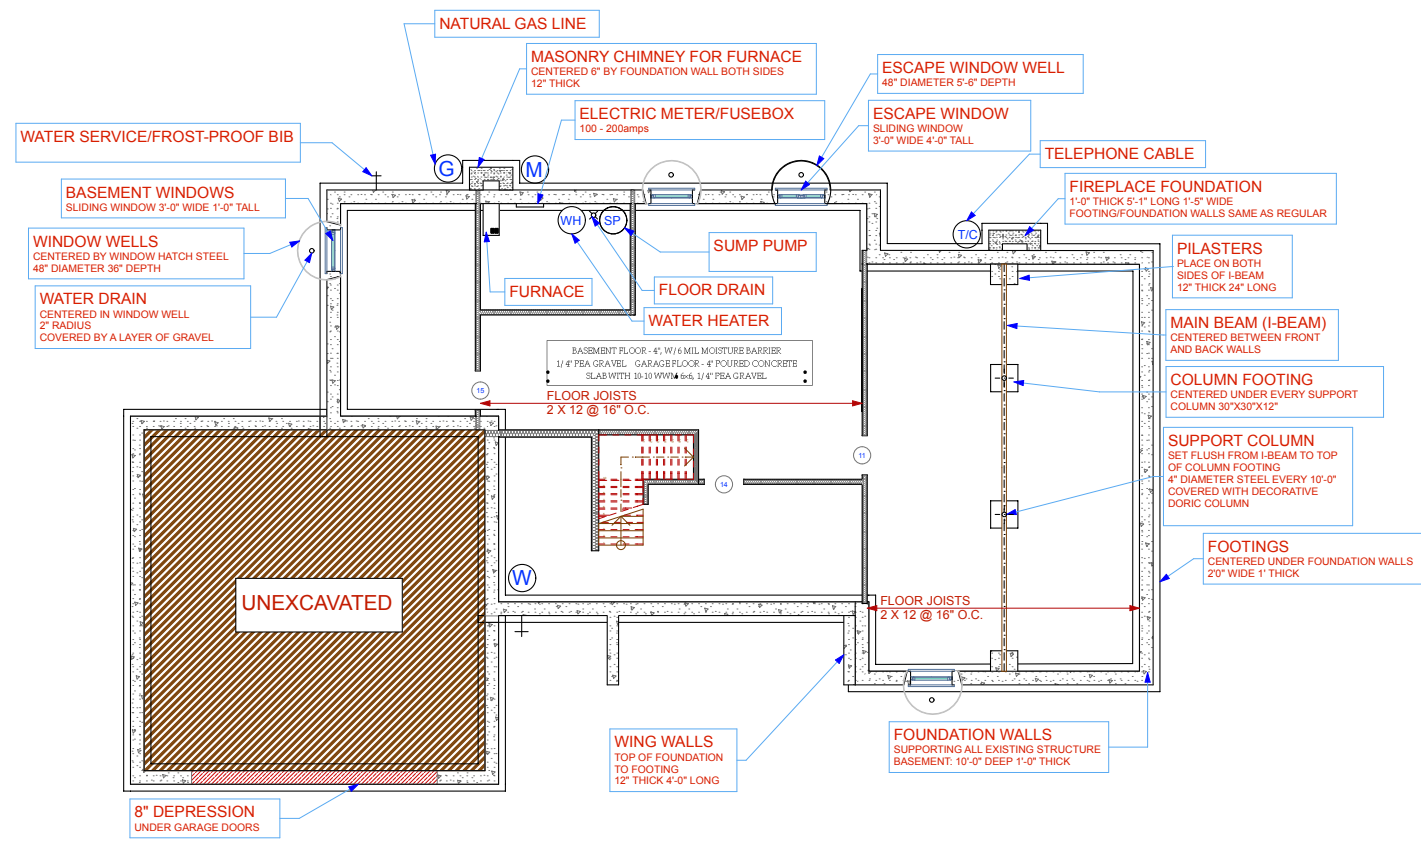 NATURAL GAS LINE
MASONRY CHIMNEY FOR FURNACE
CENTERED 6" BY FOUNDATION WALL BOTH SIDES
12" THICK
ESCAPE WINDOW WELL
48" DIAMETER 5'-6" DEPTH
ELECTRIC METER/FUSEBOX
100 - 200amps
ESCAPE WINDOW
SLIDING WINDOW
3'-0" WIDE 4'-0" TALL
WATER SERVICE/FROST-PROOF BIB
TELEPHONE CABLE
G
M
BASEMENT WINDOWS
SLIDING WINDOW 3'-0" WIDE 1'-0" TALL
FIREPLACE FOUNDATION
1'-0" THICK 5'-1" LONG 1'-5" WIDE
FOOTING/FOUNDATION WALLS SAME AS REGULAR
WINDOW WELLS
CENTERED BY WINDOW HATCH STEEL
48" DIAMETER 36" DEPTH
WH
SP
T/C
SUMP PUMP
PILASTERS
PLACE ON BOTH
SIDES OF I-BEAM
12" THICK 24" LONG
WATER DRAIN
CENTERED IN WINDOW WELL
2" RADIUS
COVERED BY A LAYER OF GRAVEL
FURNACE
FLOOR DRAIN
WATER HEATER
MAIN BEAM (I-BEAM)
CENTERED BETWEEN FRONT
AND BACK WALLS
BASEMENT FLOOR - 4", W/ 6 MIL MOISTURE BARRIER
1/ 4" PEA GRAVEL GARAGE FLOOR - 4" POURED CONCRETE
SLAB WITH 10-10 WWM 6x6, 1/ 4" PEA GRAVEL
15
FLOOR JOISTS
2 X 12 @ 16" O.C.
COLUMN FOOTING
CENTERED UNDER EVERY SUPPORT
COLUMN 30"X30"X12"
11
14
SUPPORT COLUMN
SET FLUSH FROM I-BEAM TO TOP
OF COLUMN FOOTING
4" DIAMETER STEEL EVERY 10'-0"
COVERED WITH DECORATIVE
DORIC COLUMN
FOOTINGS
CENTERED UNDER FOUNDATION WALLS
2'0" WIDE 1' THICK
W
UNEXCAVATED
FLOOR JOISTS
2 X 12 @ 16" O.C.
WING WALLS
TOP OF FOUNDATION
TO FOOTING
12" THICK 4'-0" LONG
FOUNDATION WALLS
SUPPORTING ALL EXISTING STRUCTURE
BASEMENT: 10'-0" DEEP 1'-0" THICK
8" DEPRESSION
UNDER GARAGE DOORS